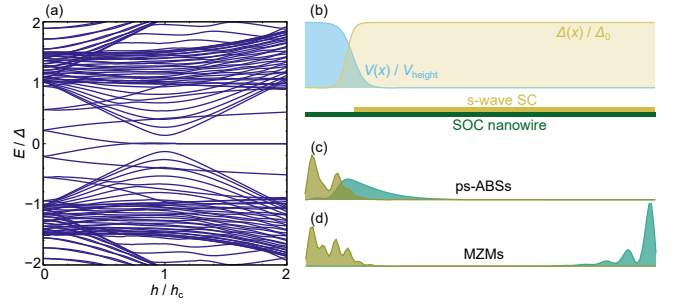 (a)
2
1
0
−1
−2
E / Δ
0
1
2
h / h_c
(b)
Δ(x) / Δ_0
V(x) / V_height
s-wave SC
SOC nanowire
(c)
ps-ABSs
(d)
MZMs